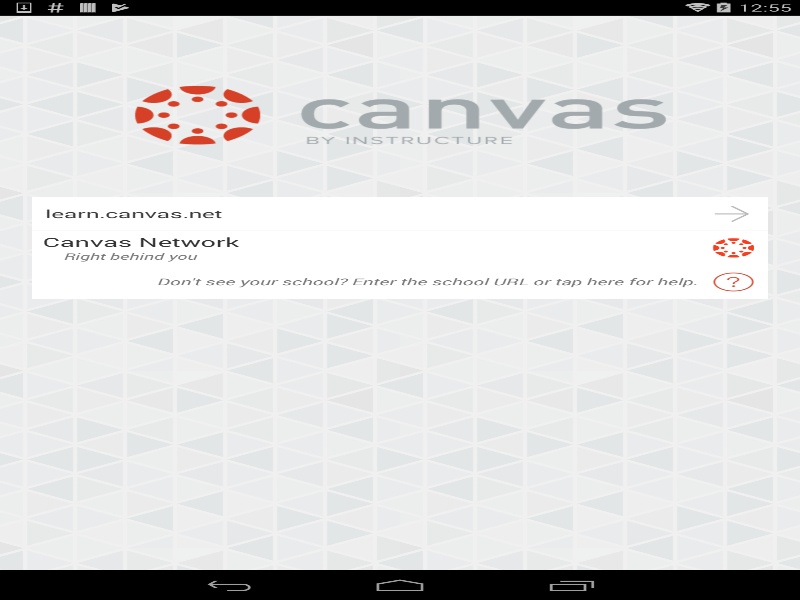 12:55
canvas
BY INSTRUCTURE
learn.canvas.net
Canvas Network
Right behind you
Don't see your school? Enter the school URL or tap here for help.
?